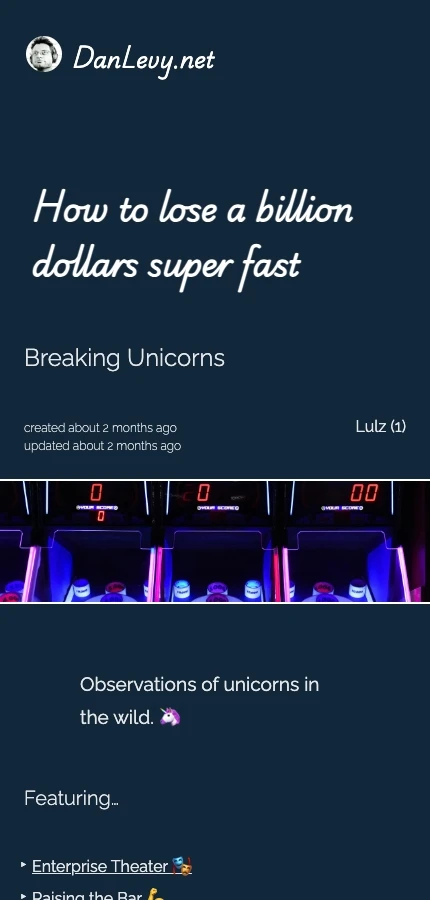 DanLevy.net
How to lose a billion
dollars super fast
Breaking Unicorns
created about 2 months ago
Lulz (1)
updated about 2 months ago
0 0 00
YOUR SCORE YOUR SCORE YOUR SCORE
0
Observations of unicorns in
the wild. 🦄
Featuring...
‣ Enterprise Theater 🎭
‣ Raising the Bar 💪